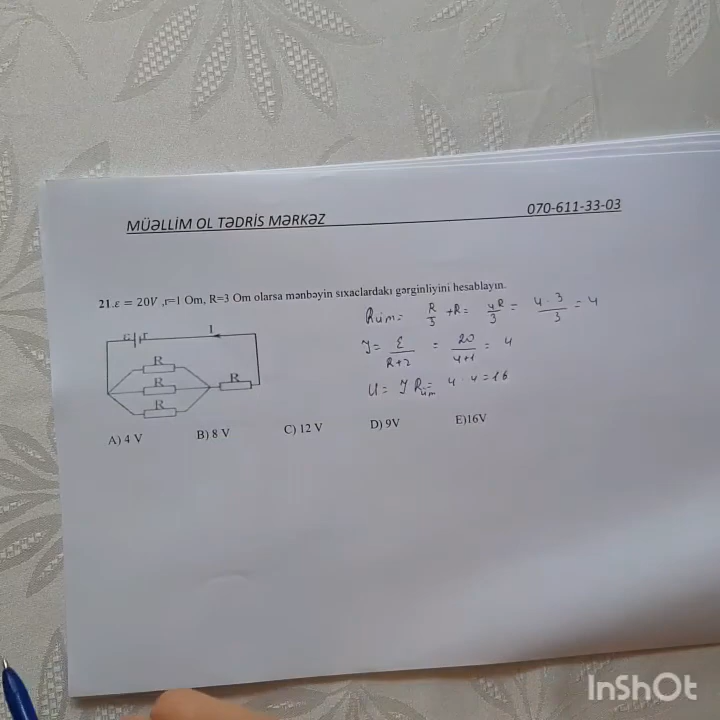 MÜƏLLİM OL TƏDRİS MƏRKƏZ 070-611-33-03
21.ε = 20V ,r=1 Om, R=3 Om olarsa mənbəyin sıxaclardakı gərginliyini hesablayın.
Rüm= R/3 +R= 4R/3 = 4·3/3 = 4
ε r I
J= ε/R+r = 20/4+1 = 4
R
R R
R
U= J Rüm= 4·4=16
A) 4 V B) 8 V C) 12 V D) 9V E)16V
InShOt